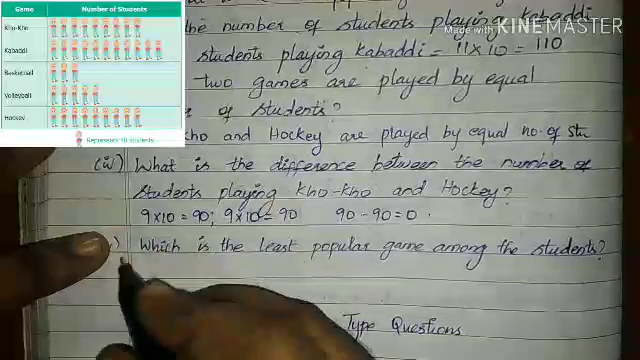 Game Number of Students
Kho-Kho
Kabaddi
Basketball
Volleyball
Hockey
Represents 10 students
Made With
KINEMASTER
the number of students playing Kabaddi
students playing Kabaddi = 11 x 10 = 110
two games are played by equal
of students?
and Hockey are played by equal no. of stu
What is the difference between the number of
students playing Kho-Kho and Hockey?
9 x 10 = 90; 9 x 10 = 90 90 - 90 = 0.
Which is the least popular game among the students?
Type Questions